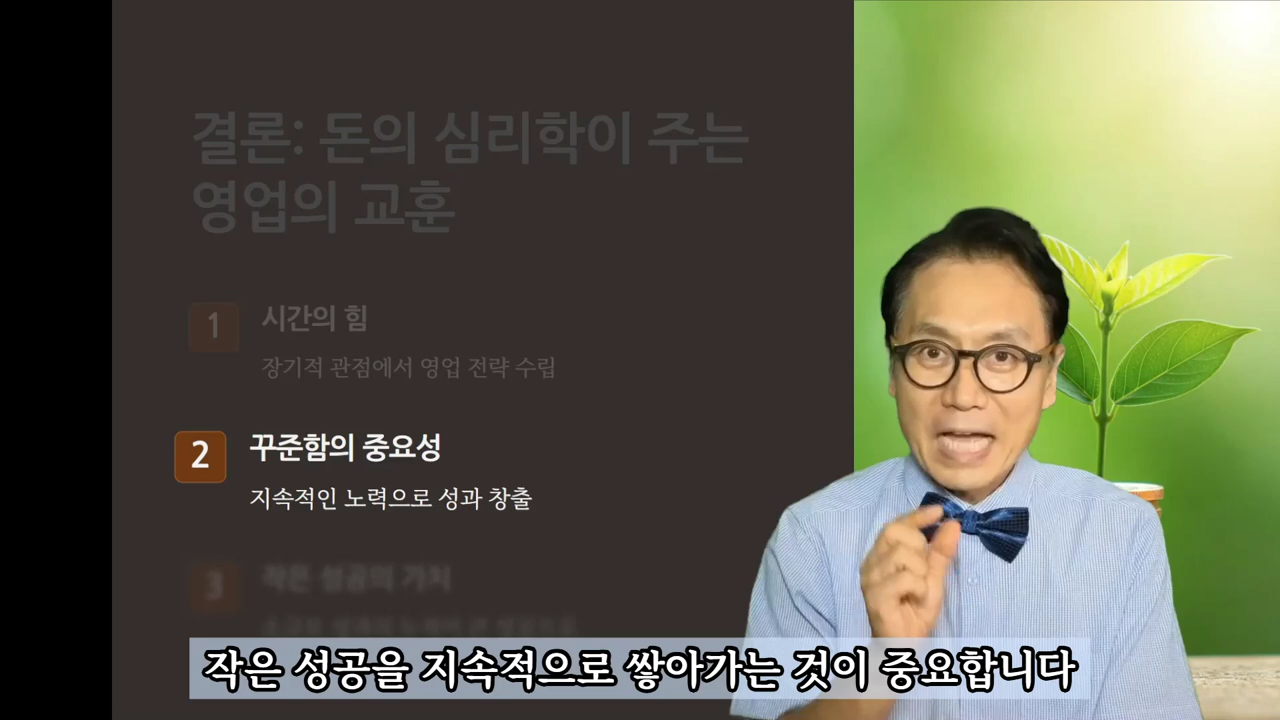 결론: 돈의 심리학이 주는
영업의 교훈
1
시간의 힘
장기적 관점에서 영업 전략 수립
2
꾸준함의 중요성
지속적인 노력으로 성과 창출
3
작은 성공의 가치
작은 성공을 지속적으로 쌓아가는 것이 중요합니다